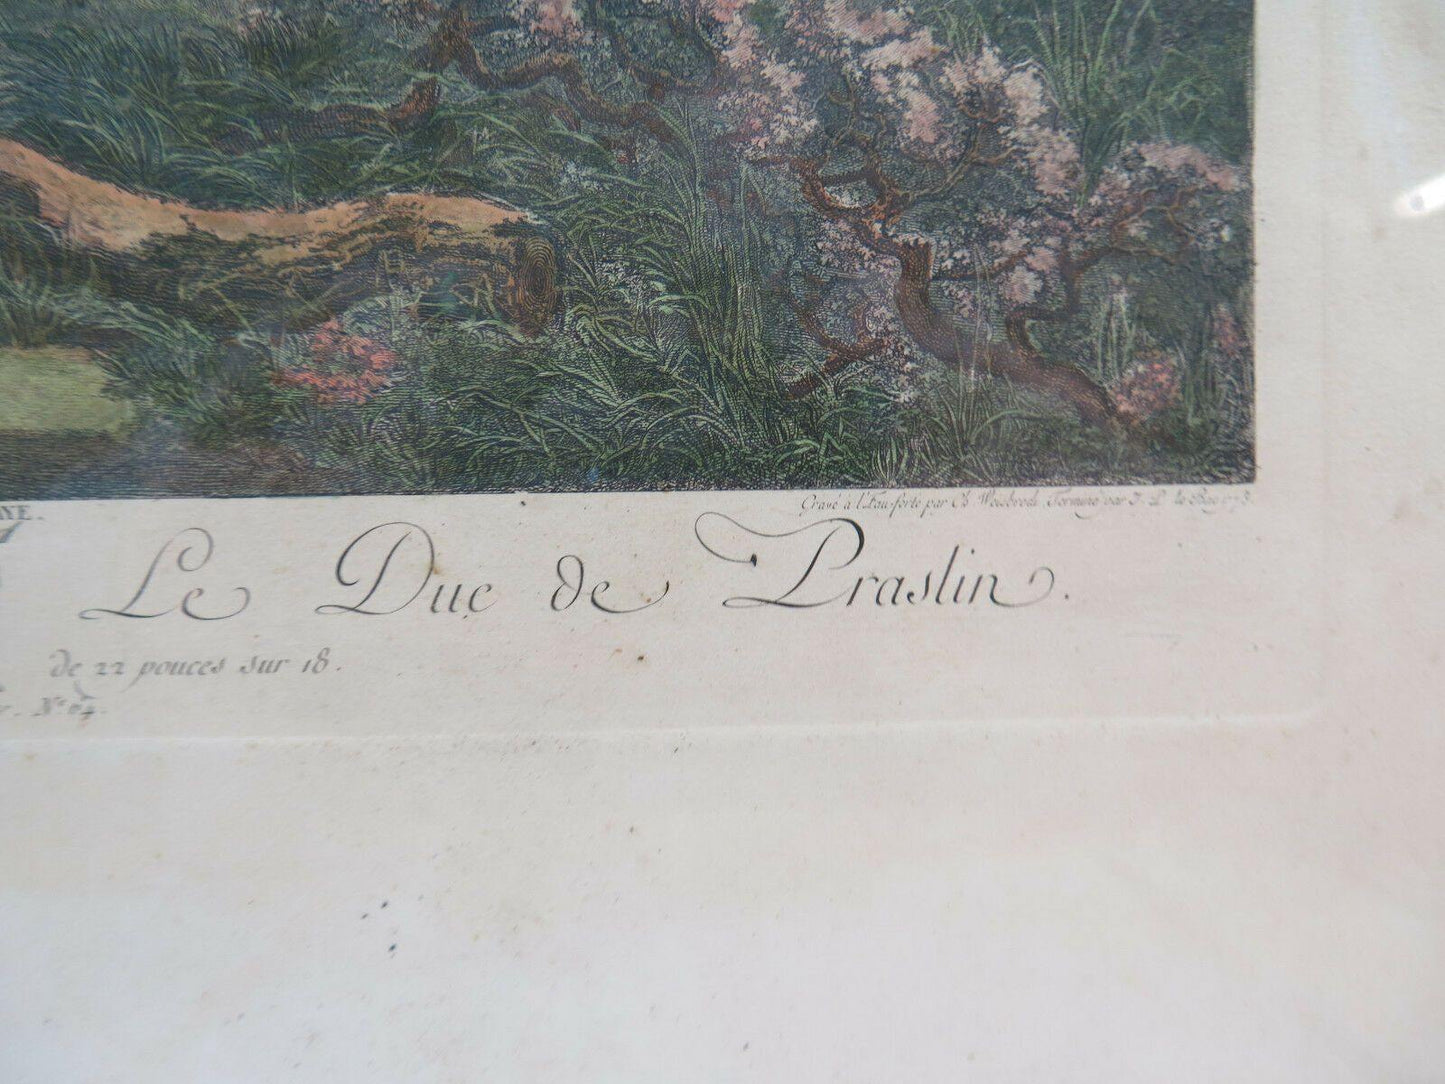 Gravé à l'Eau-forte par Ch Weisbrod. Terminé par J. P. le Bas
YE.
Le Duc de Praslin.
de 22 pouces sur 18.